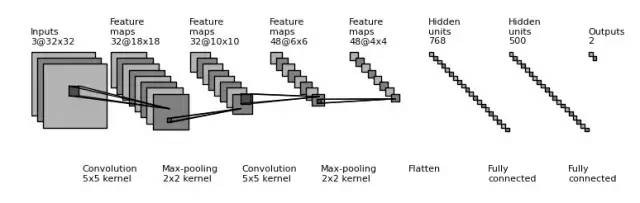 Inputs
3@32x32
Feature
maps
32@18x18
Feature
maps
32@10x10
Feature
maps
48@6x6
Feature
maps
48@4x4
Hidden
units
768
Hidden
units
500
Outputs
2
Convolution
5x5 kernel
Max-pooling
2x2 kernel
Convolution
5x5 kernel
Max-pooling
2x2 kernel
Flatten
Fully
connected
Fully
connected